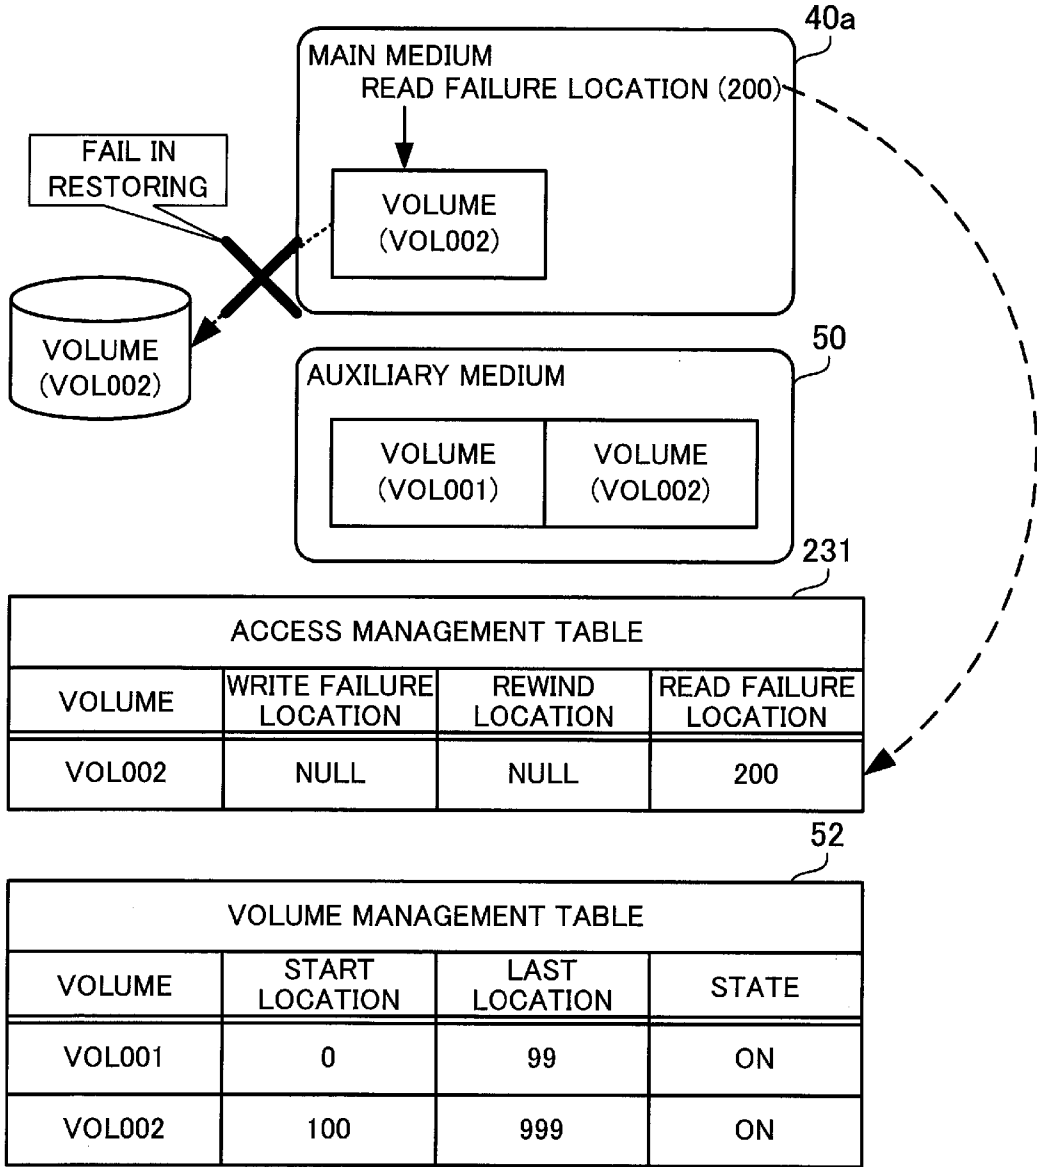 40a
MAIN MEDIUM
READ FAILURE LOCATION (200)
FAIL IN
RESTORING
VOLUME
(VOL002)
VOLUME
(VOL002)
50
AUXILIARY MEDIUM
VOLUME
(VOL001)
VOLUME
(VOL002)
231
ACCESS MANAGEMENT TABLE
VOLUME
WRITE FAILURE
LOCATION
REWIND
LOCATION
READ FAILURE
LOCATION
VOL002
NULL
NULL
200
52
VOLUME MANAGEMENT TABLE
VOLUME
START
LOCATION
LAST
LOCATION
STATE
VOL001
0
99
ON
VOL002
100
999
ON